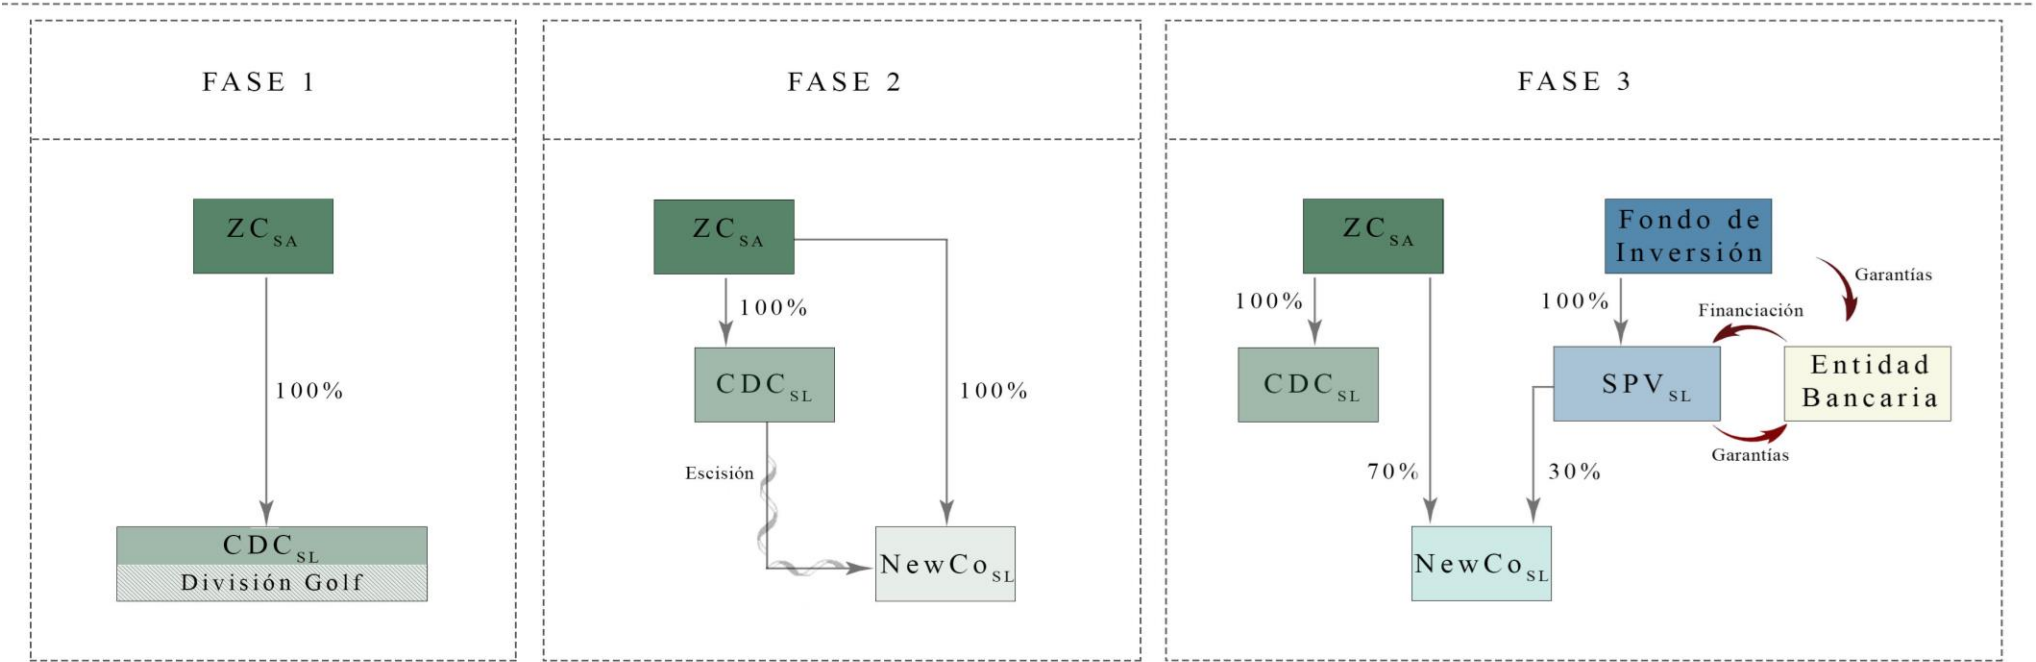 FASE 1
ZC SA
100%
CDC SL
División Golf
FASE 2
ZC SA
100%
CDC SL
100%
Escisión
NewCo SL
FASE 3
ZC SA
Fondo de
Inversión
Garantías
100%
100%
Financiación
CDC SL
SPV SL
Entidad
Bancaria
Garantías
70%
30%
NewCo SL